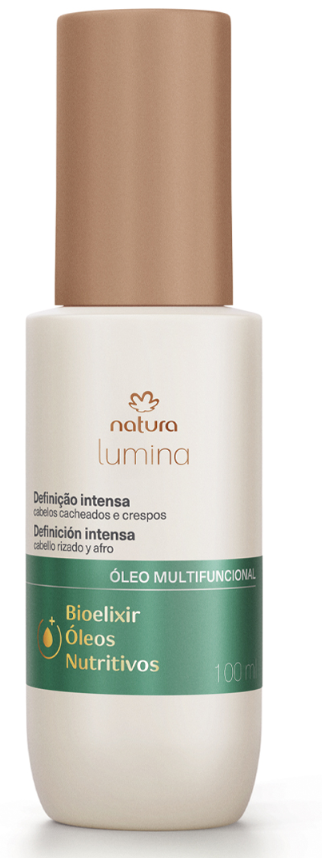 natura
lumina
Definição intensa
cabelos cacheados e crespos
Definición intensa
cabello rizado y afro
ÓLEO MULTIFUNCIONAL
Bioelixir
Óleos
Nutritivos
100 ml